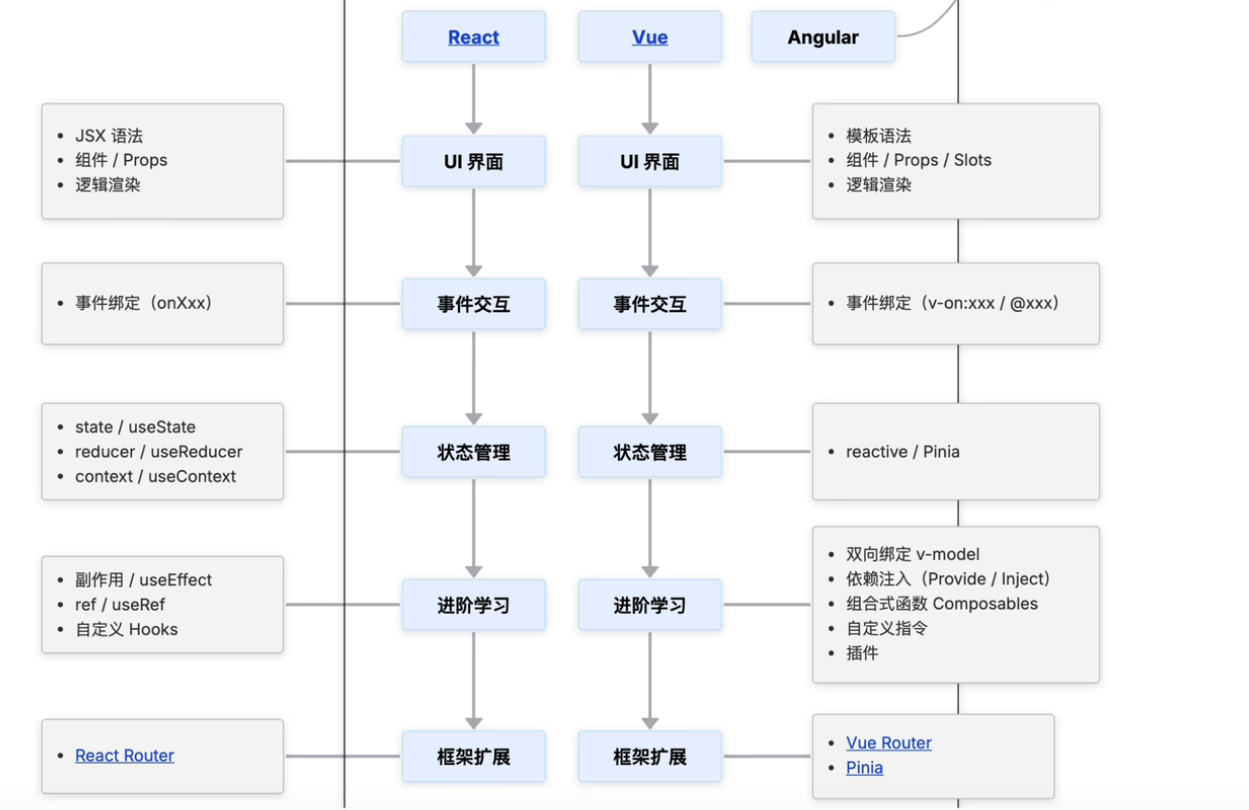 React
Vue
Angular
JSX 语法
组件 / Props
逻辑渲染
UI 界面
UI 界面
模板语法
组件 / Props / Slots
逻辑渲染
事件绑定（onXxx）
事件交互
事件交互
事件绑定（v-on:xxx / @xxx）
state / useState
reducer / useReducer
context / useContext
状态管理
状态管理
reactive / Pinia
副作用 / useEffect
ref / useRef
自定义 Hooks
进阶学习
进阶学习
双向绑定 v-model
依赖注入（Provide / Inject）
组合式函数 Composables
自定义指令
插件
React Router
框架扩展
框架扩展
Vue Router
Pinia